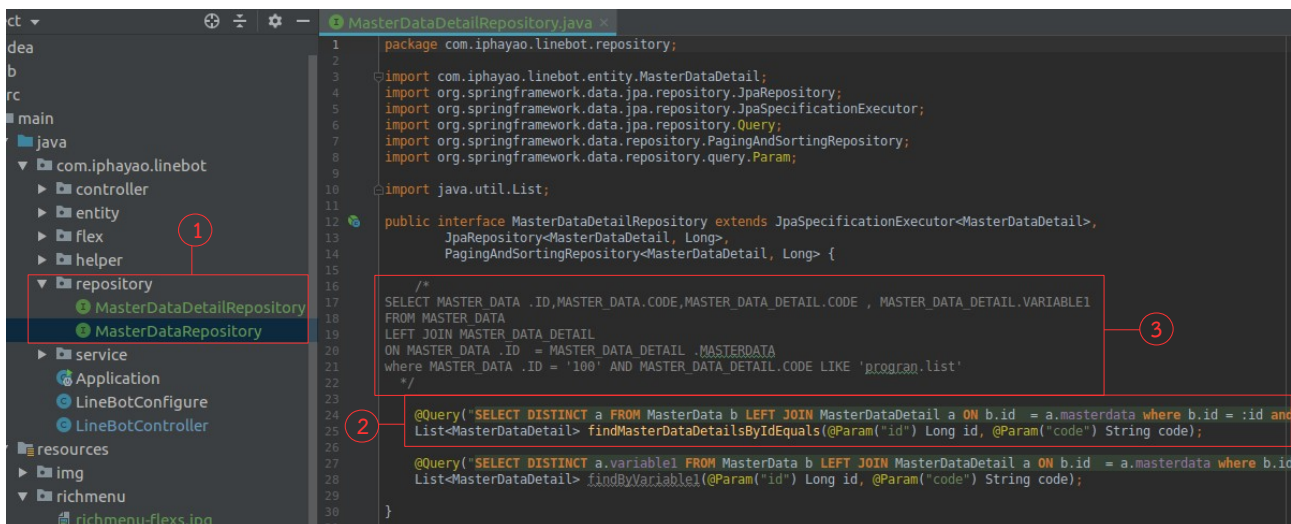 ct
dea
b
rc
main
java
com.iphayao.linebot
controller
entity
flex
helper
repository
MasterDataDetailRepository
MasterDataRepository
service
Application
LineBotConfigure
LineBotController
resources
img
richmenu
richmenu-flexs.jpg
1
MasterDataDetailRepository.java
1 package com.iphayao.linebot.repository;
2
3 import com.iphayao.linebot.entity.MasterDataDetail;
4 import org.springframework.data.jpa.repository.JpaRepository;
5 import org.springframework.data.jpa.repository.JpaSpecificationExecutor;
6 import org.springframework.data.jpa.repository.Query;
7 import org.springframework.data.repository.PagingAndSortingRepository;
8 import org.springframework.data.repository.query.Param;
9
10 import java.util.List;
11
12 public interface MasterDataDetailRepository extends JpaSpecificationExecutor<MasterDataDetail>,
13 JpaRepository<MasterDataDetail, Long>,
14 PagingAndSortingRepository<MasterDataDetail, Long> {
15
16 /*
17 SELECT MASTER_DATA .ID,MASTER_DATA.CODE,MASTER_DATA_DETAIL.CODE , MASTER_DATA_DETAIL.VARIABLE1
18 FROM MASTER_DATA
19 LEFT JOIN MASTER_DATA_DETAIL
20 ON MASTER_DATA .ID = MASTER_DATA_DETAIL .MASTERDATA
21 where MASTER_DATA .ID = '100' AND MASTER_DATA_DETAIL.CODE LIKE 'progran.list'
22 */
3
23
24 @Query("SELECT DISTINCT a FROM MasterData b LEFT JOIN MasterDataDetail a ON b.id = a.masterdata where b.id = :id and
25 List<MasterDataDetail> findMasterDataDetailsByIdEquals(@Param("id") Long id, @Param("code") String code);
2
26
27 @Query("SELECT DISTINCT a.variable1 FROM MasterData b LEFT JOIN MasterDataDetail a ON b.id = a.masterdata where b.id
28 List<MasterDataDetail> findByVariable1(@Param("id") Long id, @Param("code") String code);
29
30 }